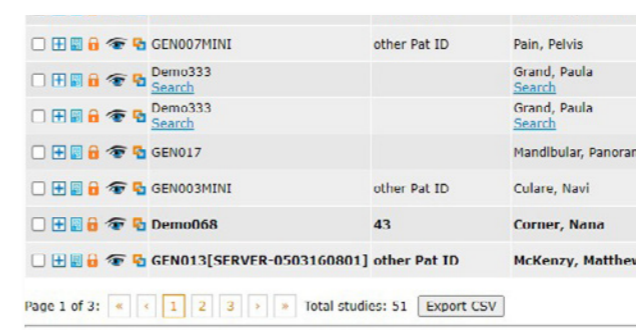 GEN007MINI other Pat ID Pain, Pelvis
Demo333 Grand, Paula
Search Search
Demo333 Grand, Paula
Search Search
GEN017 Mandibular, Panoram
GEN003MINI other Pat ID Culare, Navi
Demo068 43 Corner, Nana
GEN013[SERVER-0503160801] other Pat ID McKenzy, Matthew
Page 1 of 3: « ‹ 1 2 3 › » Total studies: 51 Export CSV